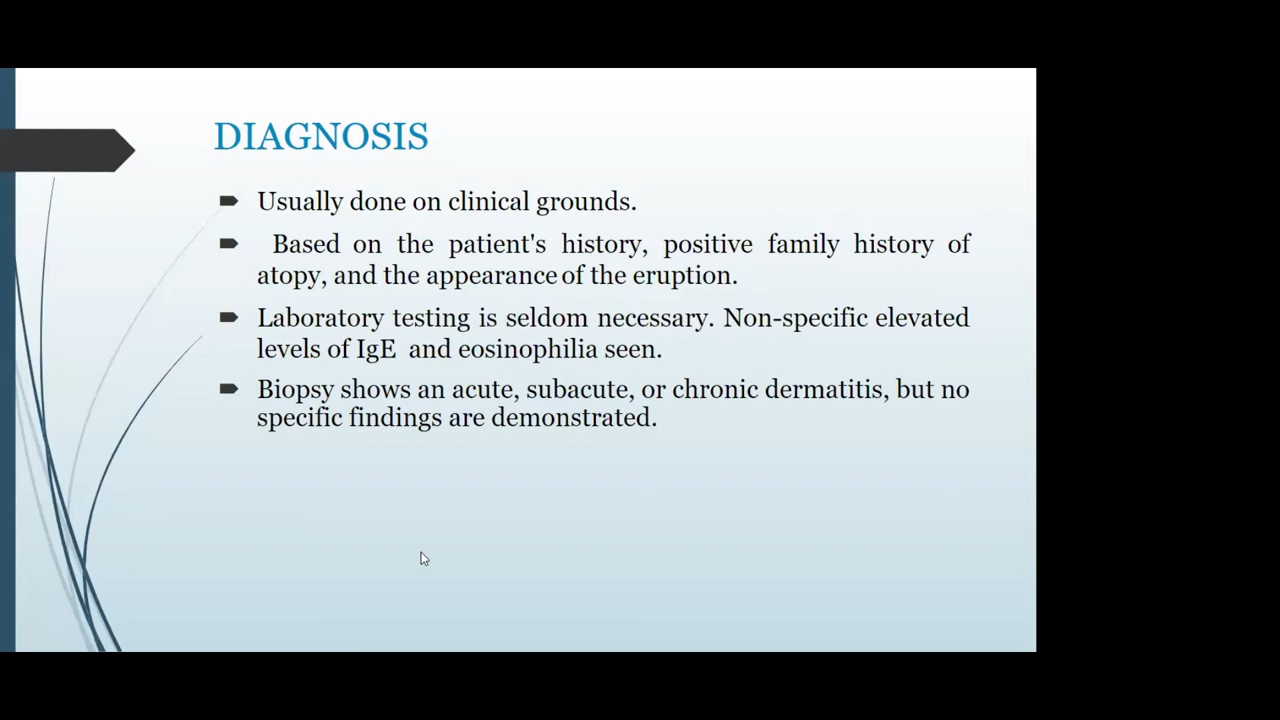 DIAGNOSIS
Usually done on clinical grounds.
Based on the patient's history, positive family history of
atopy, and the appearance of the eruption.
Laboratory testing is seldom necessary. Non-specific elevated
levels of IgE and eosinophilia seen.
Biopsy shows an acute, subacute, or chronic dermatitis, but no
specific findings are demonstrated.